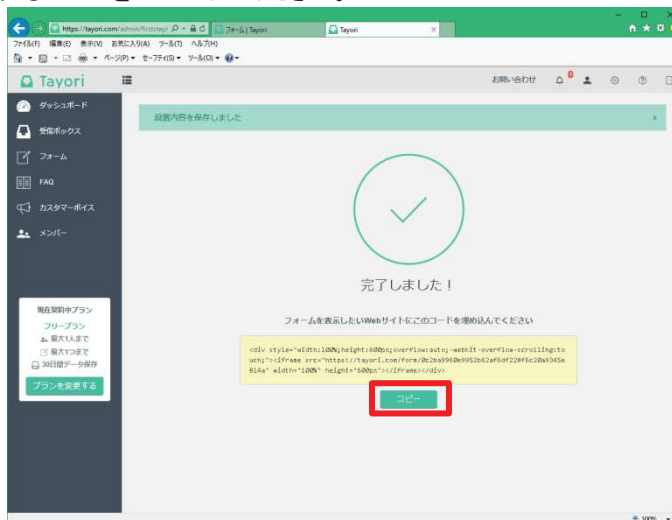 https://tayori.com/admin/firststep/
フォーム | Tayori
Tayori
ファイル(F) 編集(E) 表示(V) お気に入り(A) ツール(T) ヘルプ(H)
ページ(P) セーフティ(S) ツール(O)
Tayori
お問い合わせ
0
ダッシュボード
設置内容を保存しました
×
受信ボックス
フォーム
FAQ
カスタマーボイス
メンバー
完了しました！
現在契約中プラン
フリープラン
最大1人まで
最大1つまで
30日間データ保存
プランを変更する
フォームを表示したいWebサイトにこのコードを埋め込んでください
<div style="width:100%;height:600px;overflow:auto;-webkit-overflow-scrolling:to
uch;"><iframe src="https://tayori.com/form/
width="100%" height="600px"></iframe></div>
コピー
100%